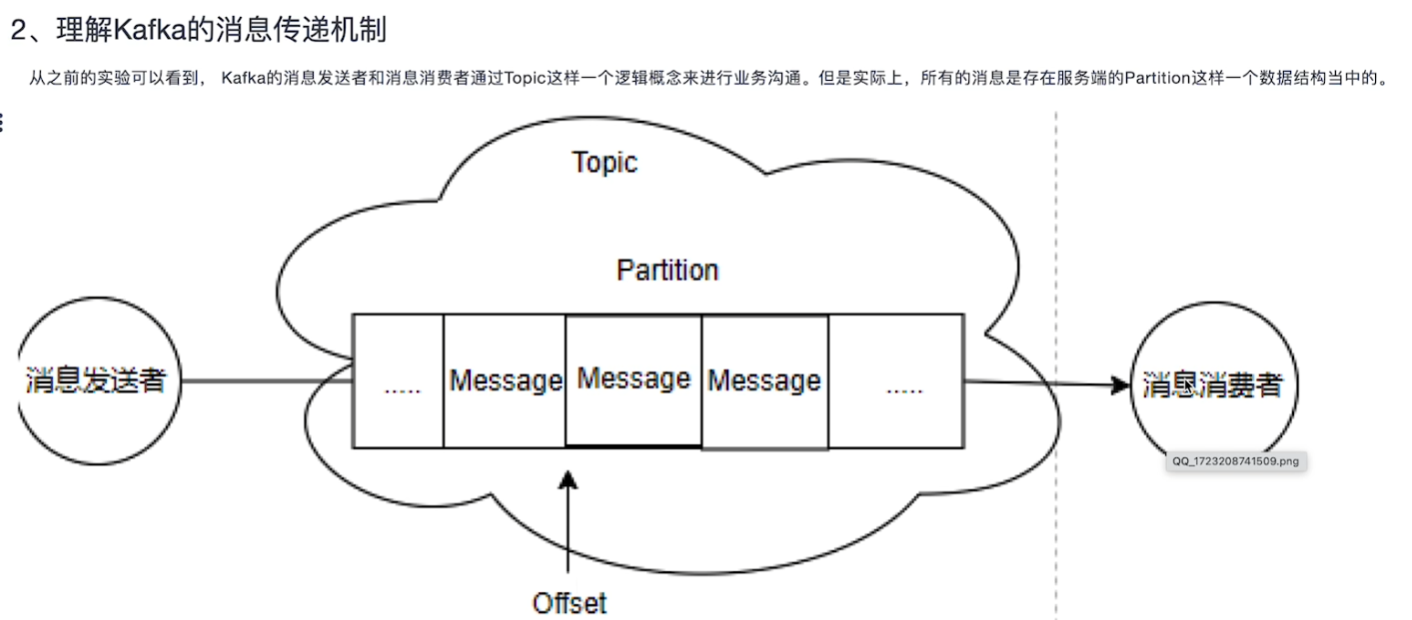 2、理解Kafka的消息传递机制
从之前的实验可以看到， Kafka的消息发送者和消息消费者通过Topic这样一个逻辑概念来进行业务沟通。但是实际上，所有的消息是存在服务端的Partition这样一个数据结构当中的。
Topic
Partition
消息发送者
.....
Message
Message
Message
.....
消息消费者
QQ_1723208741509.png
Offset